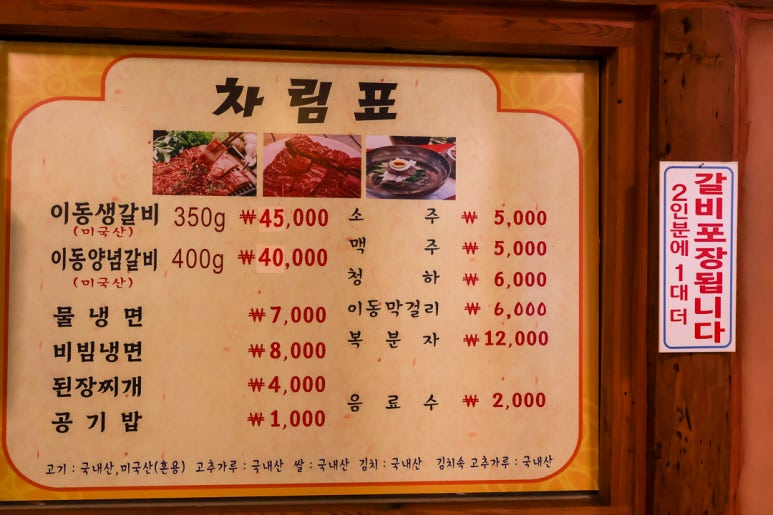 차림표
이동생갈비 350g ₩45,000
(미국산)
이동양념갈비 400g ₩40,000
(미국산)
물냉면 ₩7,000
비빔냉면 ₩8,000
된장찌개 ₩4,000
공기밥 ₩1,000
소주 ₩5,000
맥주 ₩5,000
청하 ₩6,000
이동막걸리 ₩6,000
복분자 ₩12,000
음료수 ₩2,000
고기 : 국내산,미국산(혼용) 고추가루 : 국내산 쌀 : 국내산 김치 : 국내산 김치속 고추가루 : 국내산
갈비포장됩니다
2인분에 1대 더